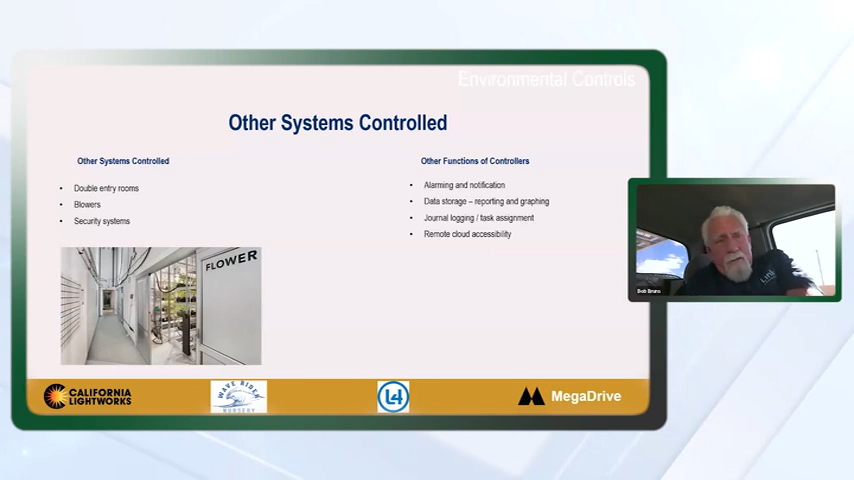 Environmental Controls
Other Systems Controlled
Other Systems Controlled
• Double entry rooms
• Blowers
• Security systems
Other Functions of Controllers
• Alarming and notification
• Data storage – reporting and graphing
• Journal logging / task assignment
• Remote cloud accessibility
FLOWER
Link
Bob Bruns
CALIFORNIA
LIGHTWORKS
WAVE RIDER
NURSERY
L4
MegaDrive